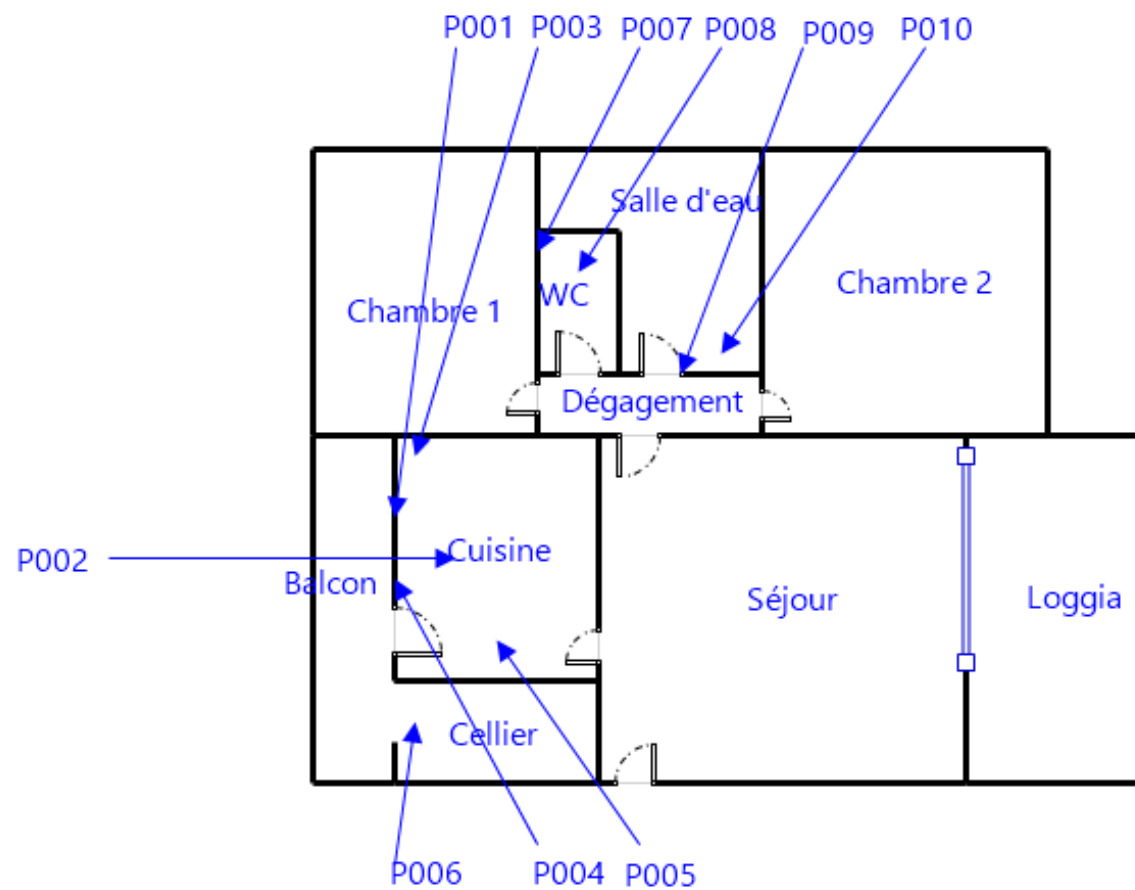 P001 P003 P007 P008 P009 P010
Salle d'eau
Chambre 2
WC
Chambre 1
Dégagement
Cuisine
P002
Balcon
Séjour
Loggia
Cellier
P006 P004 P005